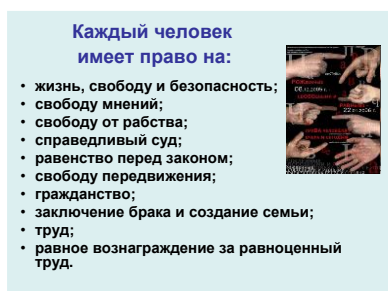 Каждый человек
имеет право на:
• жизнь, свободу и безопасность;
• свободу мнений;
• свободу от рабства;
• справедливый суд;
• равенство перед законом;
• свободу передвижения;
• гражданство;
• заключение брака и создание семьи;
• труд;
• равное вознаграждение за равноценный
труд.